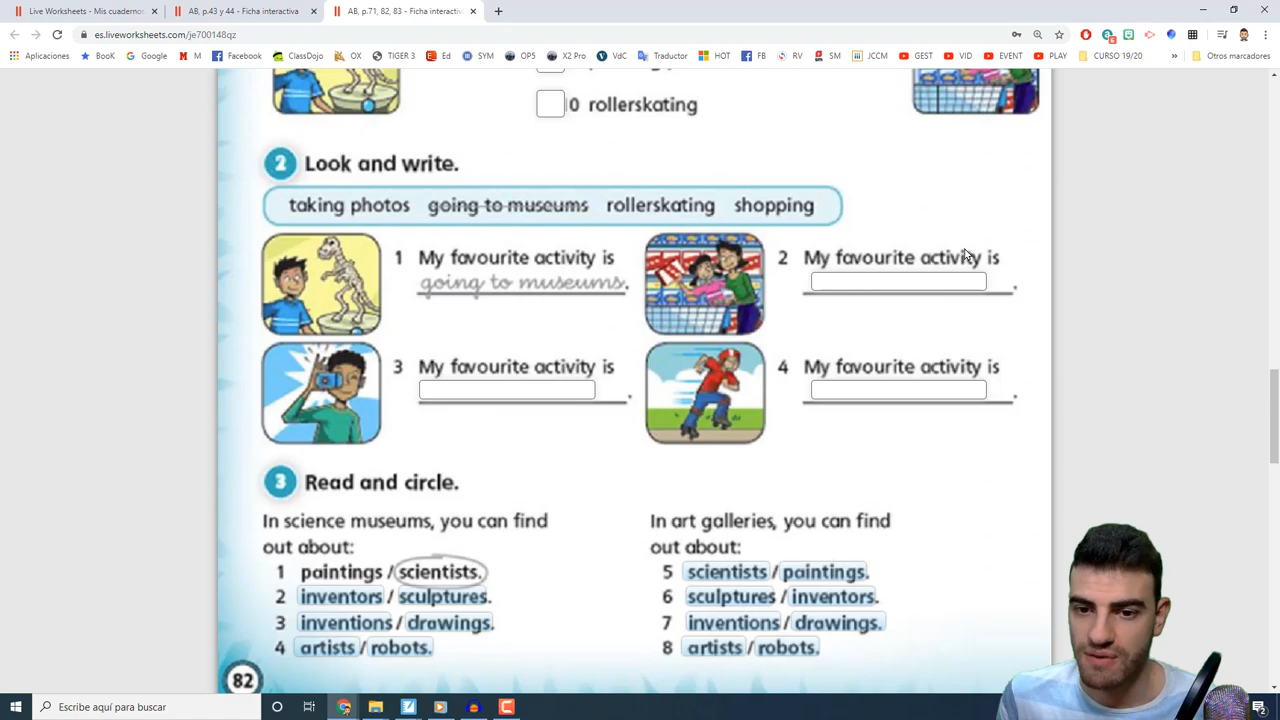 Live Worksheets - Mis cuadernos
AB, p.43 y 44 - Ficha interactiva
AB, p.71, 82, 83 - Ficha interactiv
es.liveworksheets.com/je700148qz
Aplicaciones BooK Google M Facebook ClassDojo OX TIGER 3 Ed SYM OP5 X2 Pro VdC Traductor HOT FB RV SM JCCM GEST VID EVENT PLAY CURSO 19/20 » Otros marcadores
0 rollerskating
2 Look and write.
taking photos going to museums rollerskating shopping
1 My favourite activity is
going to museums.
2 My favourite activity is
.
3 My favourite activity is
.
4 My favourite activity is
.
3 Read and circle.
In science museums, you can find
out about:
1 paintings / scientists.
2 inventors / sculptures.
3 inventions / drawings.
4 artists / robots.
In art galleries, you can find
out about:
5 scientists / paintings.
6 sculptures / inventors.
7 inventions / drawings.
8 artists / robots.
82
Escribe aquí para buscar